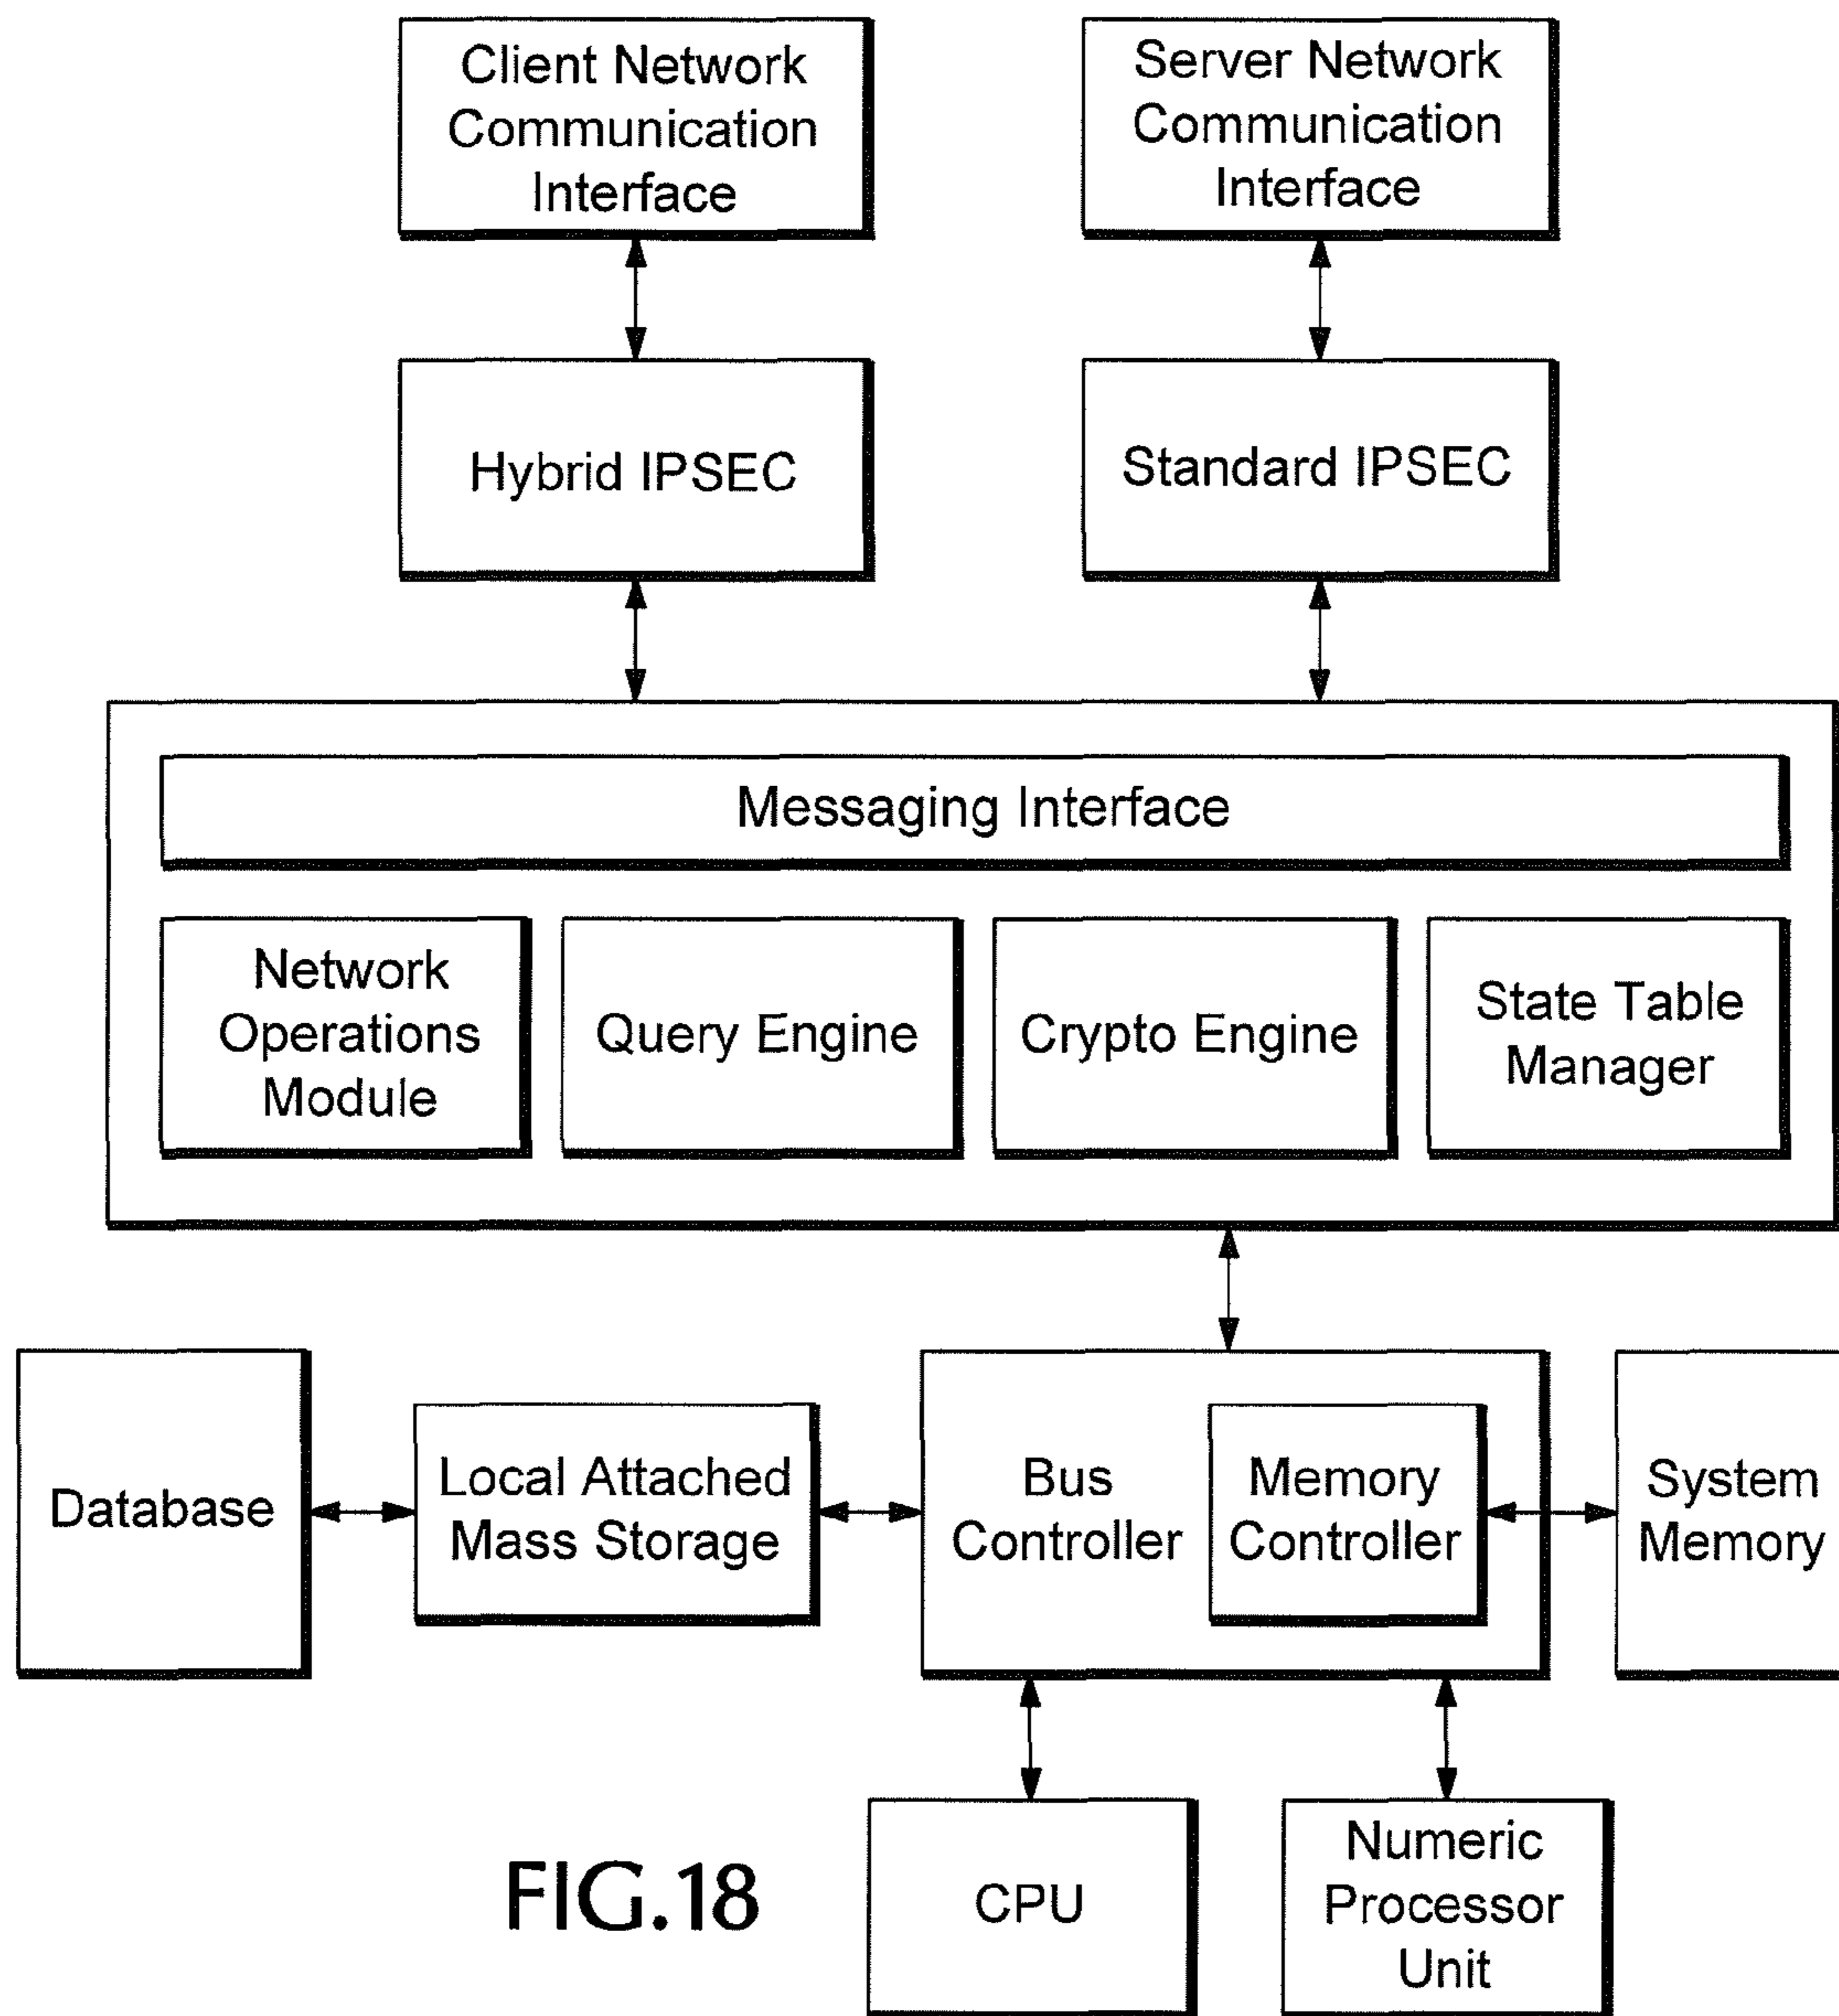 Client Network
Communication
Interface
Server Network
Communication
Interface
Hybrid IPSEC
Standard IPSEC
Messaging Interface
Network
Operations
Module
Query Engine
Crypto Engine
State Table
Manager
Database
Local Attached
Mass Storage
Bus
Controller
Memory
Controller
System
Memory
FIG.18
CPU
Numeric
Processor
Unit